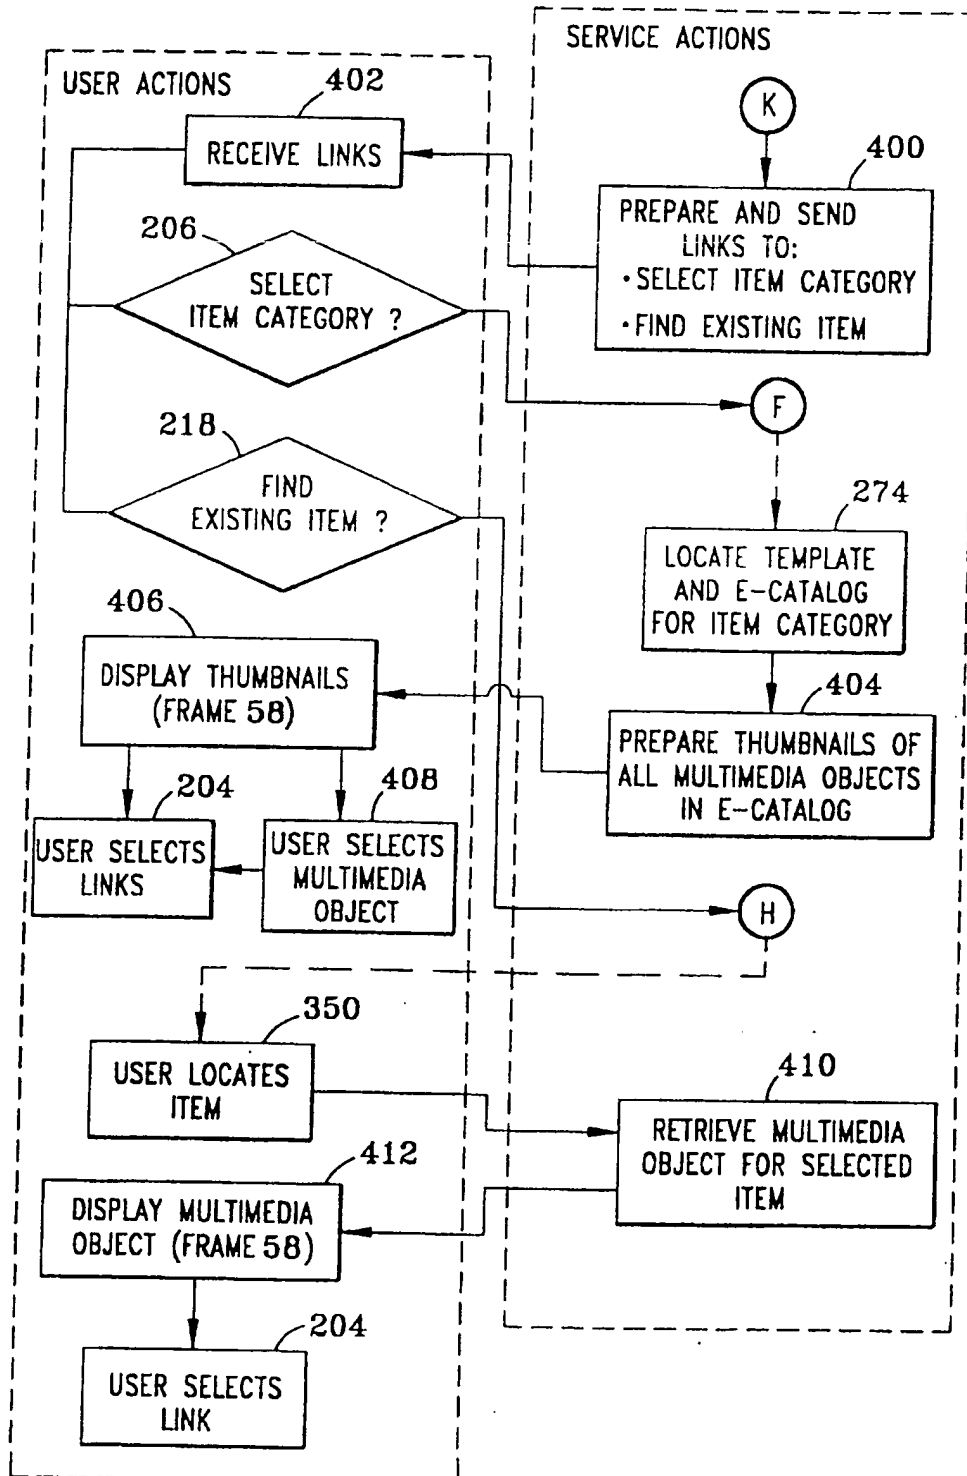 SERVICE ACTIONS
USER ACTIONS
402
K
RECEIVE LINKS
400
PREPARE AND SEND
LINKS TO:
·SELECT ITEM CATEGORY
·FIND EXISTING ITEM
206
SELECT
ITEM CATEGORY ?
F
218
FIND
EXISTING ITEM ?
274
LOCATE TEMPLATE
AND E-CATALOG
FOR ITEM CATEGORY
406
DISPLAY THUMBNAILS
(FRAME 58)
404
PREPARE THUMBNAILS OF
ALL MULTIMEDIA OBJECTS
IN E-CATALOG
204
USER SELECTS
LINKS
408
USER SELECTS
MULTIMEDIA
OBJECT
H
350
USER LOCATES
ITEM
410
RETRIEVE MULTIMEDIA
OBJECT FOR SELECTED
ITEM
412
DISPLAY MULTIMEDIA
OBJECT (FRAME 58)
204
USER SELECTS
LINK